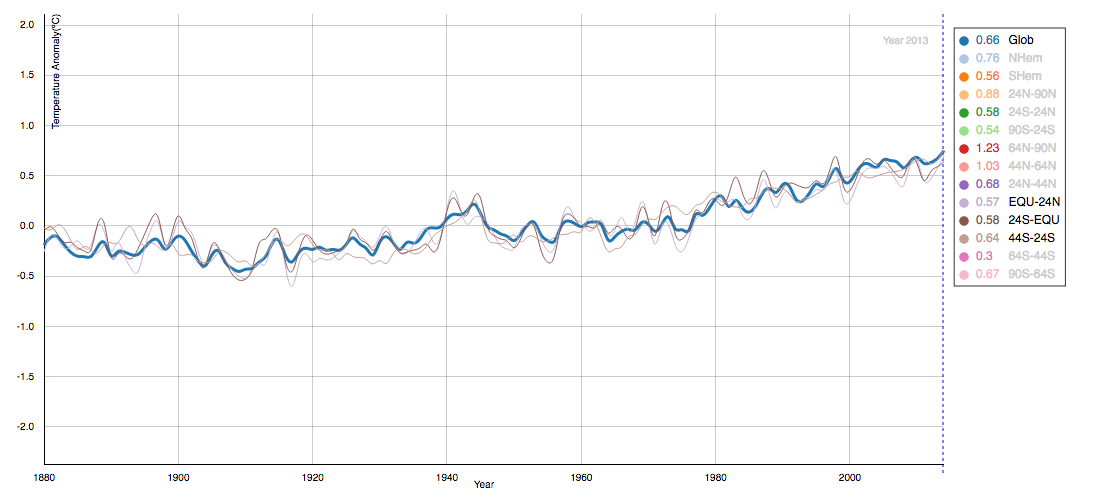 Temperature Anomaly(ºC)
2.0
1.5
1.0
0.5
0.0
-0.5
-1.0
-1.5
-2.0
1880
1900
1920
1940
1960
1980
2000
Year
Year 2013
0.66 Glob
0.76 NHem
0.56 SHem
0.88 24N-90N
0.58 24S-24N
0.54 90S-24S
1.23 64N-90N
1.03 44N-64N
0.68 24N-44N
0.57 EQU-24N
0.58 24S-EQU
0.64 44S-24S
0.3 64S-44S
0.67 90S-64S